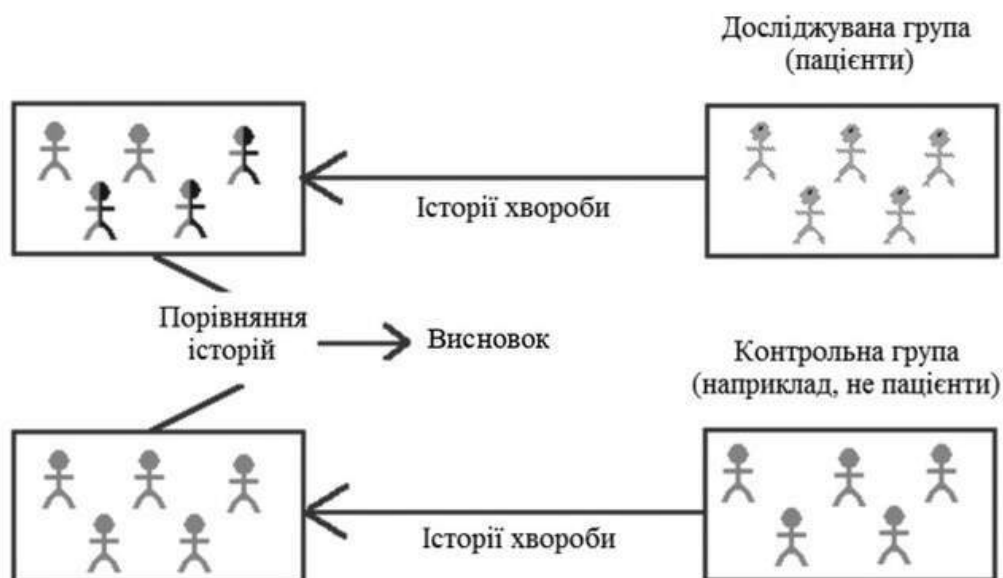 Досліджувана група
(пацієнти)
Історії хвороби
Порівняння
історій
Висновок
Контрольна група
(наприклад, не пацієнти)
Історії хвороби